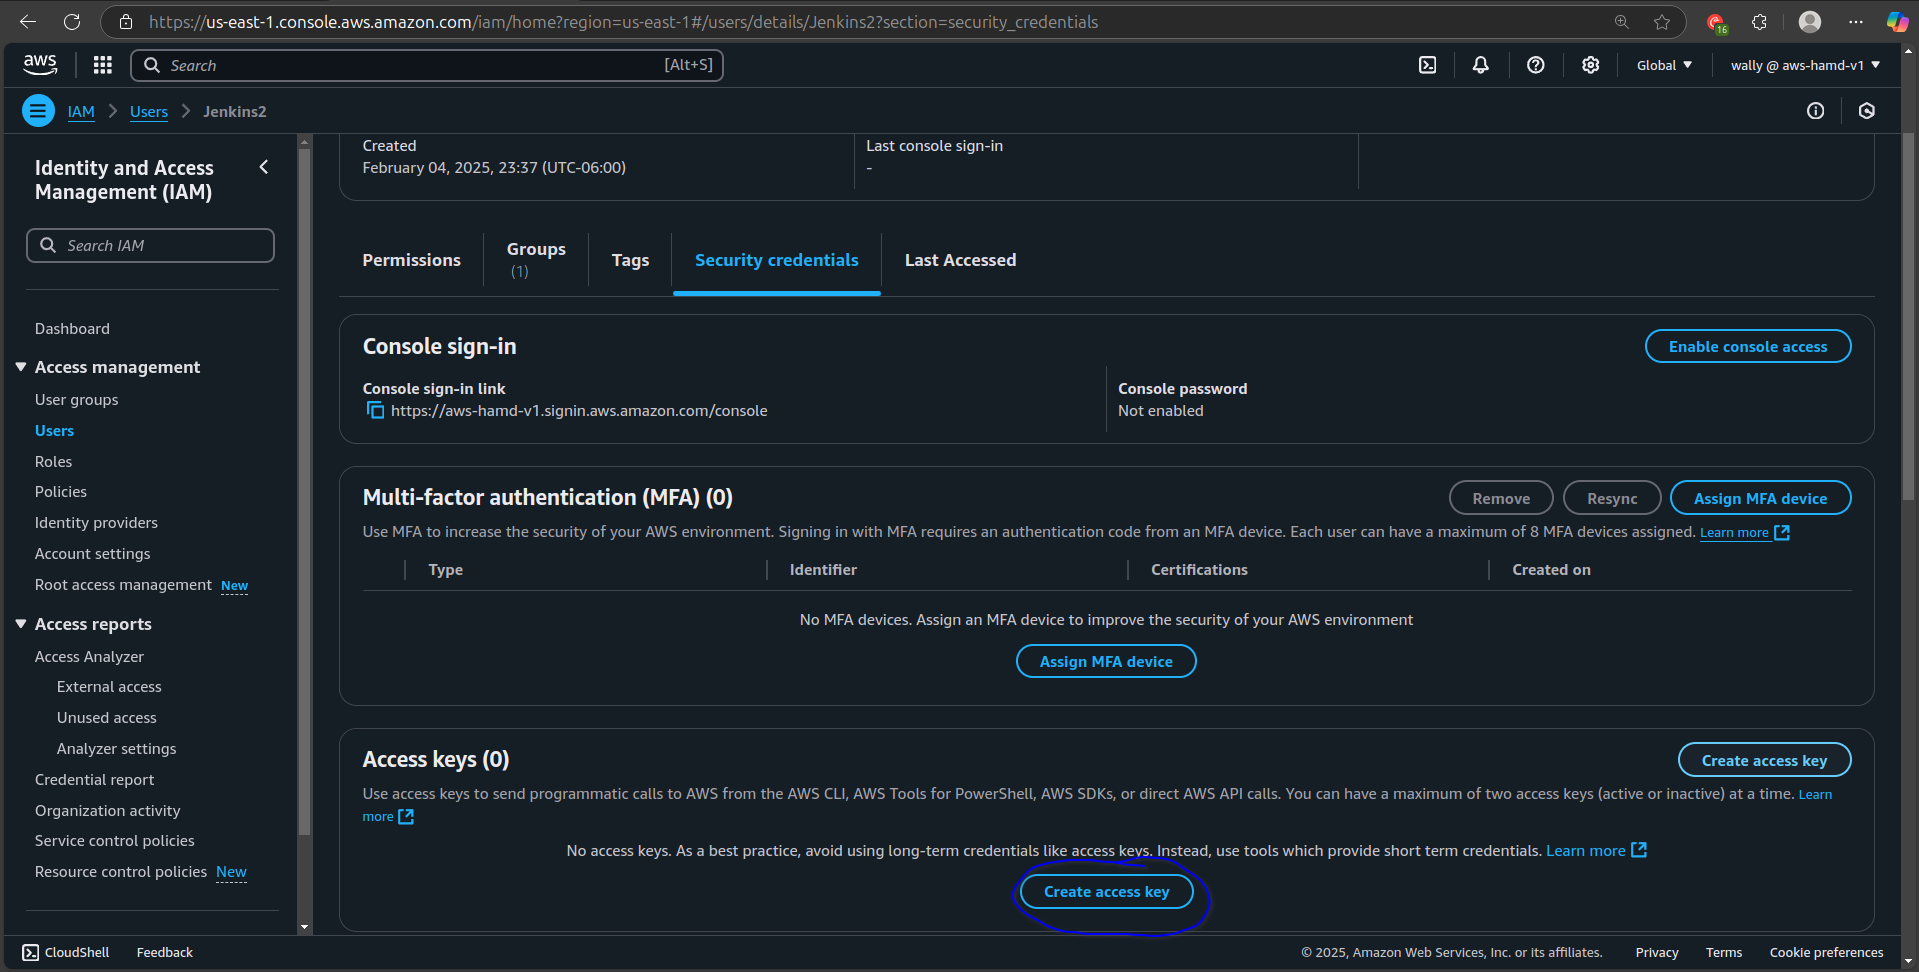 https://us-east-1.console.aws.amazon.com/iam/home?region=us-east-1#/users/details/Jenkins2?section=security_credentials
16
aws
Search
[Alt+S]
Global
wally @ aws-hamd-v1
IAM
Users
Jenkins2
Identity and Access
Management (IAM)
Search IAM
Dashboard
Access management
User groups
Users
Roles
Policies
Identity providers
Account settings
Root access management New
Access reports
Access Analyzer
External access
Unused access
Analyzer settings
Credential report
Organization activity
Service control policies
Resource control policies New
Created
February 04, 2025, 23:37 (UTC-06:00)
Last console sign-in
-
Permissions
Groups
(1)
Tags
Security credentials
Last Accessed
Console sign-in
Enable console access
Console sign-in link
https://aws-hamd-v1.signin.aws.amazon.com/console
Console password
Not enabled
Multi-factor authentication (MFA) (0)
Remove
Resync
Assign MFA device
Use MFA to increase the security of your AWS environment. Signing in with MFA requires an authentication code from an MFA device. Each user can have a maximum of 8 MFA devices assigned. Learn more
Type
Identifier
Certifications
Created on
No MFA devices. Assign an MFA device to improve the security of your AWS environment
Assign MFA device
Access keys (0)
Create access key
Use access keys to send programmatic calls to AWS from the AWS CLI, AWS Tools for PowerShell, AWS SDKs, or direct AWS API calls. You can have a maximum of two access keys (active or inactive) at a time. Learn
more
No access keys. As a best practice, avoid using long-term credentials like access keys. Instead, use tools which provide short term credentials. Learn more
Create access key
CloudShell
Feedback
© 2025, Amazon Web Services, Inc. or its affiliates.
Privacy
Terms
Cookie preferences